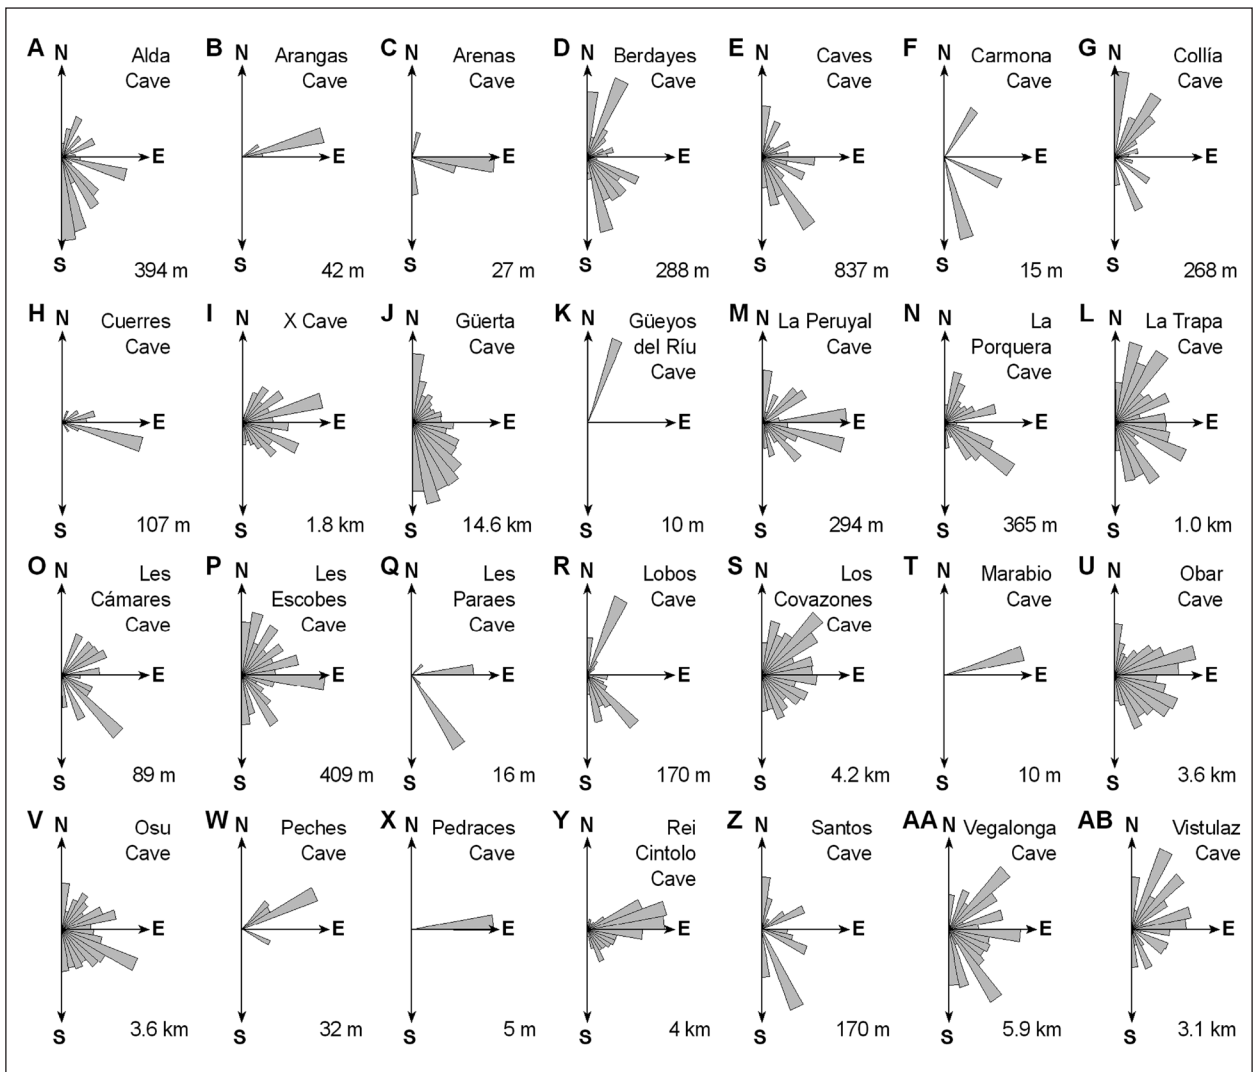 A N Alda
Cave
E
S 394 m
B N Arangas
Cave
E
S 42 m
C N Arenas
Cave
E
S 27 m
D N Berdayes
Cave
E
S 288 m
E N Caves
Cave
E
S 837 m
F N Carmona
Cave
E
S 15 m
G N Collía
Cave
E
S 268 m
H N Cuerres
Cave
E
S 107 m
I N X Cave
E
S 1.8 km
J N Güerta
Cave
E
S 14.6 km
K N Güeyos
del Ríu
Cave
E
S 10 m
M N La Peruyal
Cave
E
S 294 m
N N La
Porquera
Cave
E
S 365 m
L N La Trapa
Cave
E
S 1.0 km
O N Les
Cámares
Cave
E
S 89 m
P N Les
Escobes
Cave
E
S 409 m
Q N Les
Paraes
Cave
E
S 16 m
R N Lobos
Cave
E
S 170 m
S N Los
Covazones
Cave
E
S 4.2 km
T N Marabio
Cave
E
S 10 m
U N Obar
Cave
E
S 3.6 km
V N Osu
Cave
E
S 3.6 km
W N Peches
Cave
E
S 32 m
X N Pedraces
Cave
E
S 5 m
Y N Rei
Cintolo
Cave
E
S 4 km
Z N Santos
Cave
E
S 170 m
AA N Vegalonga
Cave
E
S 5.9 km
AB N Vistulaz
Cave
E
S 3.1 km